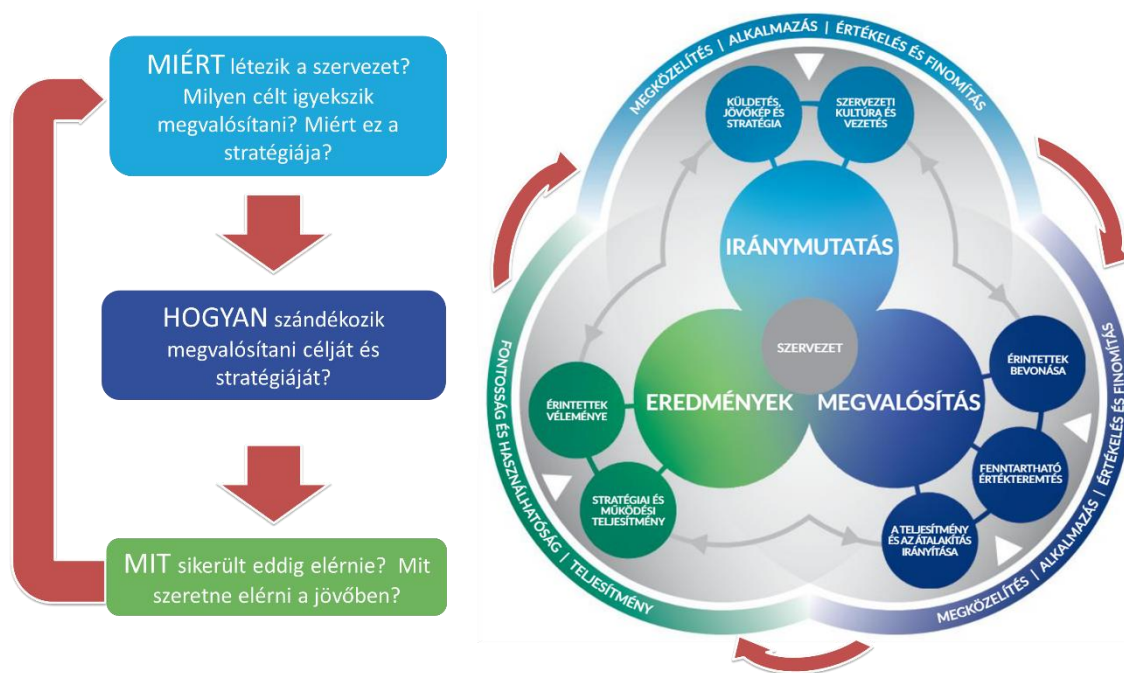 MIÉRT létezik a szervezet?
Milyen célt igyekszik
megvalósítani? Miért ez a
stratégiája?
HOGYAN szándékozik
megvalósítani célját és
stratégiáját?
MIT sikerült eddig elérnie? Mit
szeretne elérni a jövőben?
MEGKÖZELÍTÉS | ALKALMAZÁS | ÉRTÉKELÉS ÉS FINOMÍTÁS
KÜLDETÉS,
JÖVŐKÉP ÉS
STRATÉGIA
SZERVEZETI
KULTÚRA ÉS
VEZETÉS
IRÁNYMUTATÁS
SZERVEZET
EREDMÉNYEK
MEGVALÓSÍTÁS
ÉRINTETTEK
BEVONÁSA
FENNTARTHATÓ
ÉRTÉKTEREMTÉS
A TELJESÍTMÉNY
ÉS AZ ÁTALAKÍTÁS
IRÁNYÍTÁSA
ÉRINTETTEK
VÉLEMÉNYE
STRATÉGIAI ÉS
MŰKÖDÉSI
TELJESÍTMÉNY
FONTOSSÁG ÉS HASZNÁLHATÓSÁG | TELJESÍTMÉNY
MEGKÖZELÍTÉS | ALKALMAZÁS | ÉRTÉKELÉS ÉS FINOMÍTÁS